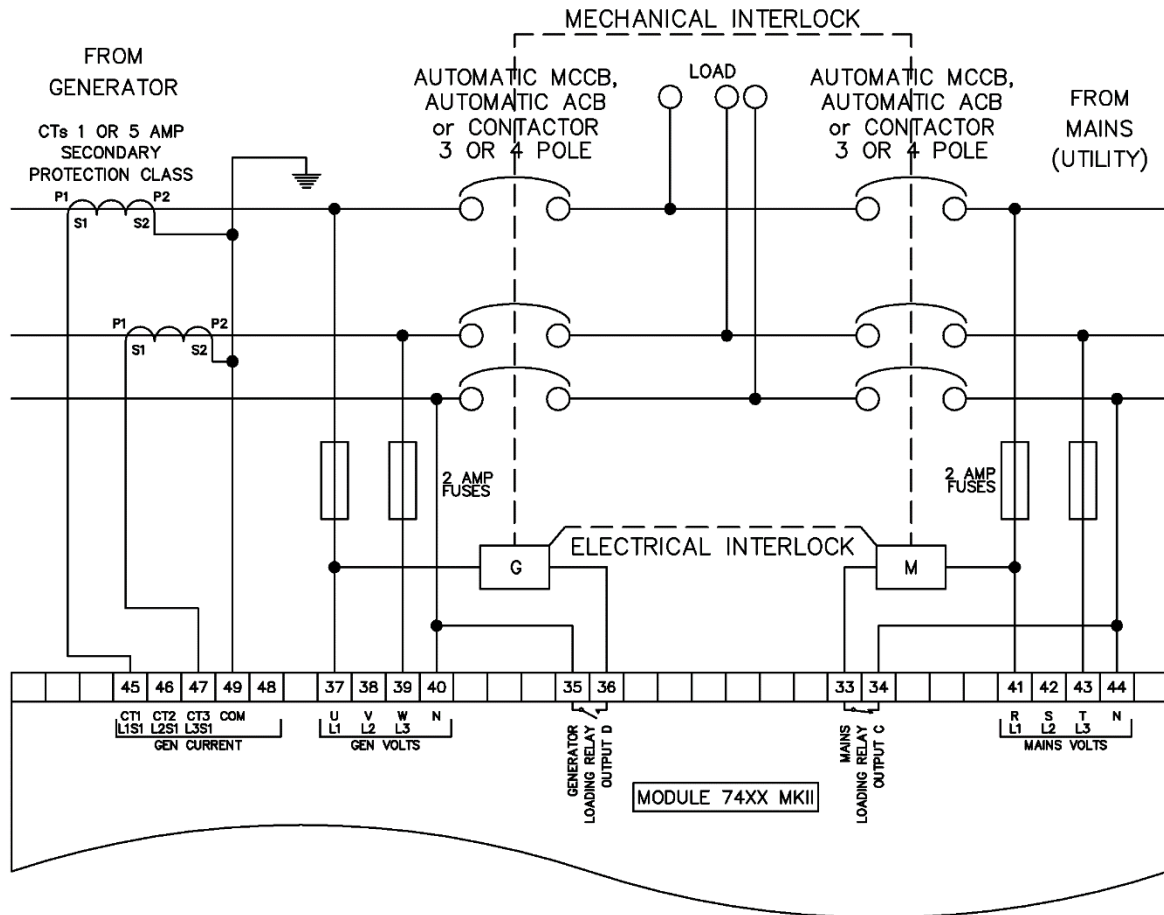 MECHANICAL INTERLOCK
FROM
GENERATOR
CTs 1 OR 5 AMP
SECONDARY
PROTECTION CLASS
AUTOMATIC MCCB,
AUTOMATIC ACB
or CONTACTOR
3 OR 4 POLE
LOAD
AUTOMATIC MCCB,
AUTOMATIC ACB
or CONTACTOR
3 OR 4 POLE
FROM
MAINS
(UTILITY)
P1 P2
S1 S2
P1 P2
S1 S2
2 AMP
FUSES
2 AMP
FUSES
ELECTRICAL INTERLOCK
G
M
45 46 47 49 48 37 38 39 40 35 36 33 34 41 42 43 44
CT1 CT2 CT3 COM
L1S1 L2S1 L3S1
GEN CURRENT
U V W N
L1 L2 L3
GEN VOLTS
GENERATOR
LOADING RELAY
OUTPUT D
MODULE 74XX MKII
MAINS
LOADING RELAY
OUTPUT C
R S T N
L1 L2 L3
MAINS VOLTS